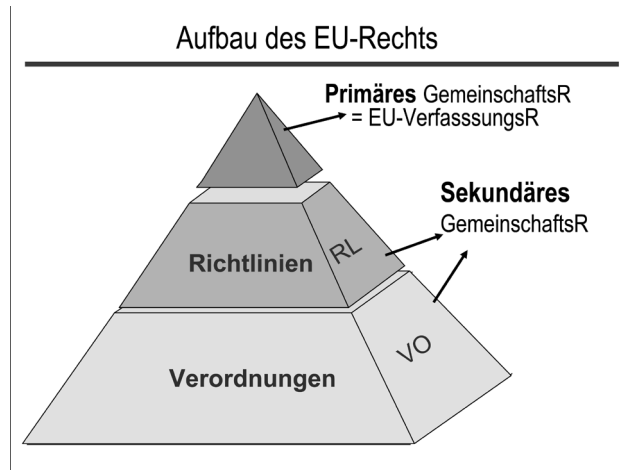 Aufbau des EU-Rechts
Primäres GemeinschaftsR
= EU-VerfasssungsR
Sekundäres
GemeinschaftsR
Richtlinien
RL
Verordnungen
VO